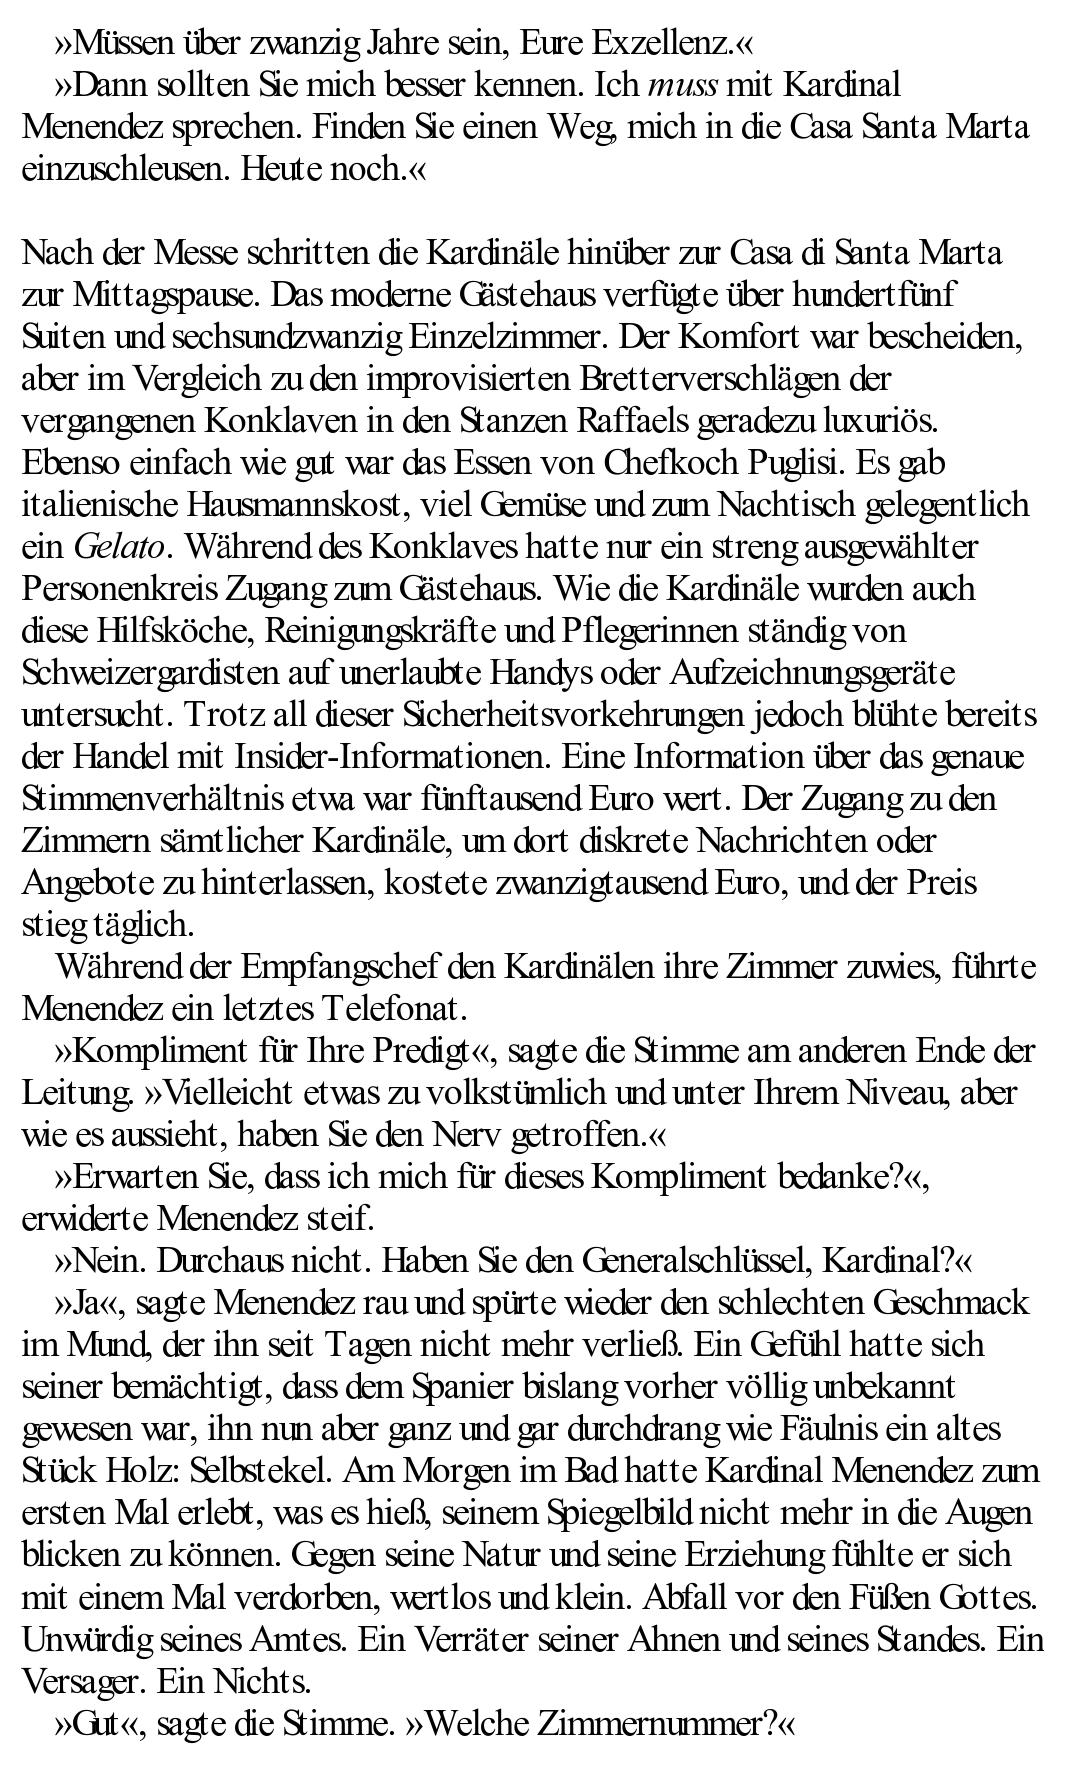 »Müssen über zwanzig Jahre sein, Eure Exzellenz.«
»Dann sollten Sie mich besser kennen. Ich muss mit Kardinal
Menendez sprechen. Finden Sie einen Weg, mich in die Casa Santa Marta
einzuschleusen. Heute noch.«
Nach der Messe schritten die Kardinäle hinüber zur Casa di Santa Marta
zur Mittagspause. Das moderne Gästehaus verfügte über hundertfünf
Suiten und sechsundzwanzig Einzelzimmer. Der Komfort war bescheiden,
aber im Vergleich zu den improvisierten Bretterverschlägen der
vergangenen Konklaven in den Stanzen Raffaels geradezu luxuriös.
Ebenso einfach wie gut war das Essen von Chefkoch Puglisi. Es gab
italienische Hausmannskost, viel Gemüse und zum Nachtisch gelegentlich
ein Gelato. Während des Konklaves hatte nur ein streng ausgewählter
Personenkreis Zugang zum Gästehaus. Wie die Kardinäle wurden auch
diese Hilfsköche, Reinigungskräfte und Pflegerinnen ständig von
Schweizergardisten auf unerlaubte Handys oder Aufzeichnungsgeräte
untersucht. Trotz all dieser Sicherheitsvorkehrungen jedoch blühte bereits
der Handel mit Insider-Informationen. Eine Information über das genaue
Stimmenverhältnis etwa war fünftausend Euro wert. Der Zugang zu den
Zimmern sämtlicher Kardinäle, um dort diskrete Nachrichten oder
Angebote zu hinterlassen, kostete zwanzigtausend Euro, und der Preis
stieg täglich.
Während der Empfangschef den Kardinälen ihre Zimmer zuwies, führte
Menendez ein letztes Telefonat.
»Kompliment für Ihre Predigt«, sagte die Stimme am anderen Ende der
Leitung. »Vielleicht etwas zu volkstümlich und unter Ihrem Niveau, aber
wie es aussieht, haben Sie den Nerv getroffen.«
»Erwarten Sie, dass ich mich für dieses Kompliment bedanke?«,
erwiderte Menendez steif.
»Nein. Durchaus nicht. Haben Sie den Generalschlüssel, Kardinal?«
»Ja«, sagte Menendez rau und spürte wieder den schlechten Geschmack
im Mund, der ihn seit Tagen nicht mehr verließ. Ein Gefühl hatte sich
seiner bemächtigt, dass dem Spanier bislang vorher völlig unbekannt
gewesen war, ihn nun aber ganz und gar durchdrang wie Fäulnis ein altes
Stück Holz: Selbstekel. Am Morgen im Bad hatte Kardinal Menendez zum
ersten Mal erlebt, was es hieß, seinem Spiegelbild nicht mehr in die Augen
blicken zu können. Gegen seine Natur und seine Erziehung fühlte er sich
mit einem Mal verdorben, wertlos und klein. Abfall vor den Füßen Gottes.
Unwürdig seines Amtes. Ein Verräter seiner Ahnen und seines Standes. Ein
Versager. Ein Nichts.
»Gut«, sagte die Stimme. »Welche Zimmernummer?«